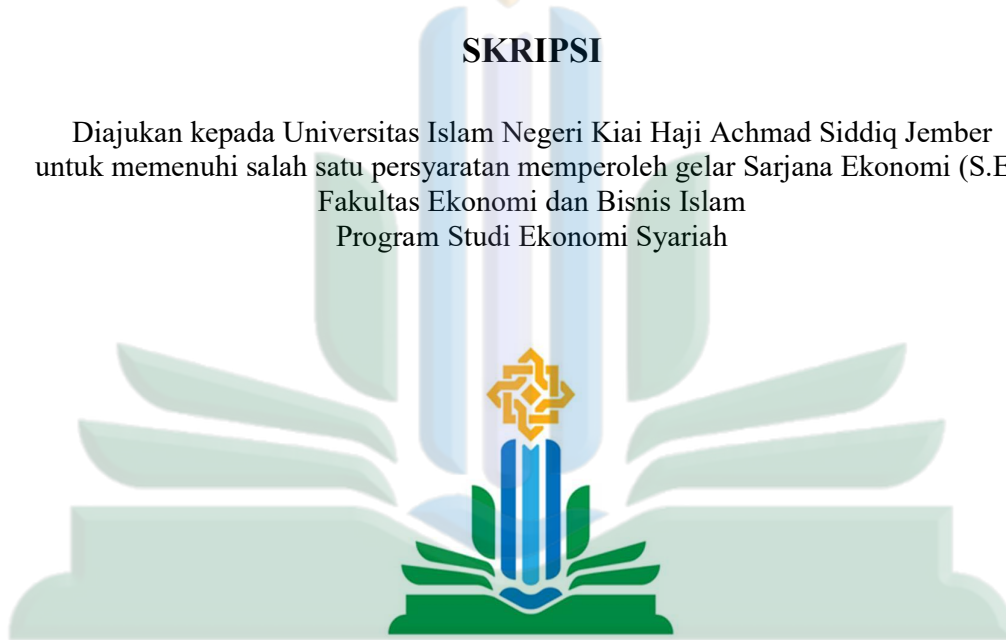 SKRIPSI
Diajukan kepada Universitas Islam Negeri Kiai Haji Achmad Siddiq Jember
untuk memenuhi salah satu persyaratan memperoleh gelar Sarjana Ekonomi (S.E
Fakultas Ekonomi dan Bisnis Islam
Program Studi Ekonomi Syariah